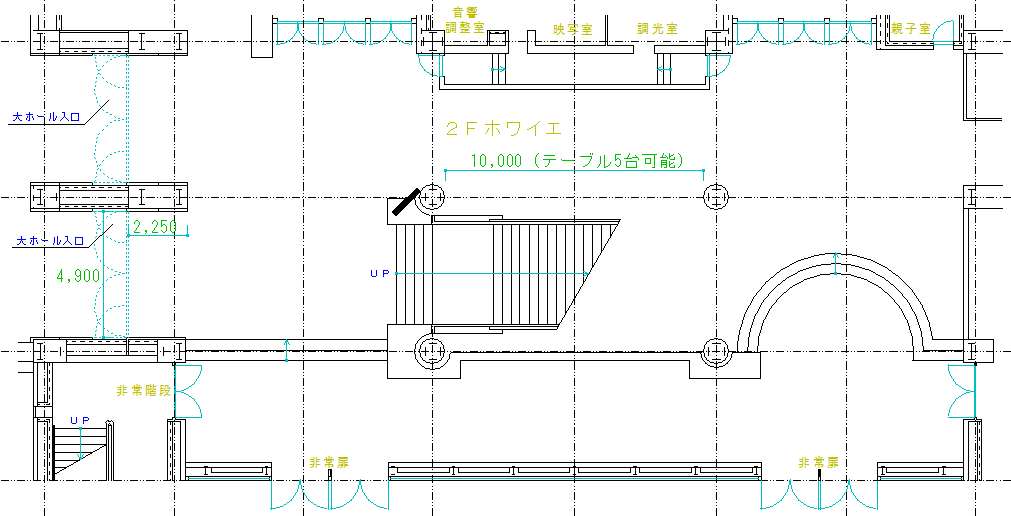 音響
調整室
映写室
調光室
親子室
大ホール入口
2Fホワイエ
10,000（テーブル5台可能）
大ホール入口
2,250
4,900
UP
非常階段
UP
非常扉
非常扉